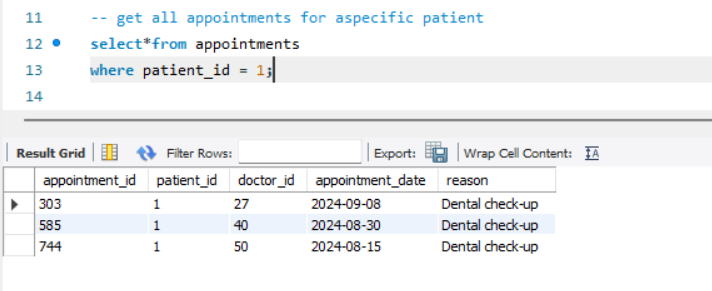 11 -- get all appointments for aspecific patient
12 select*from appointments
13 where patient_id = 1;
14
Result Grid Filter Rows: Export: Wrap Cell Content: IA
appointment_id patient_id doctor_id appointment_date reason
303 1 27 2024-09-08 Dental check-up
585 1 40 2024-08-30 Dental check-up
744 1 50 2024-08-15 Dental check-up